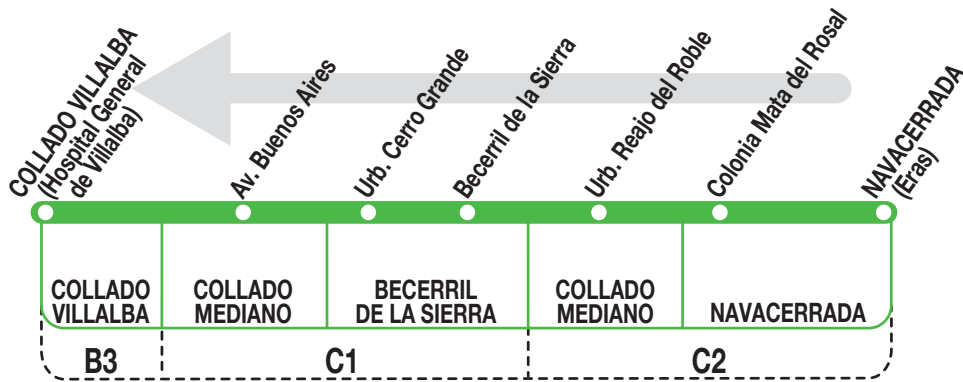 COLLADO VILLALBA
(Hospital General
de Villalba)
Av. Buenos Aires
Urb. Cerro Grande
Becerril de la Sierra
Urb. Reajo del Roble
Colonia Mata del Rosal
NAVACERRADA
(Eras)
COLLADO
VILLALBA
COLLADO
MEDIANO
BECERRIL
DE LA SIERRA
COLLADO
MEDIANO
NAVACERRADA
B3
C1
C2